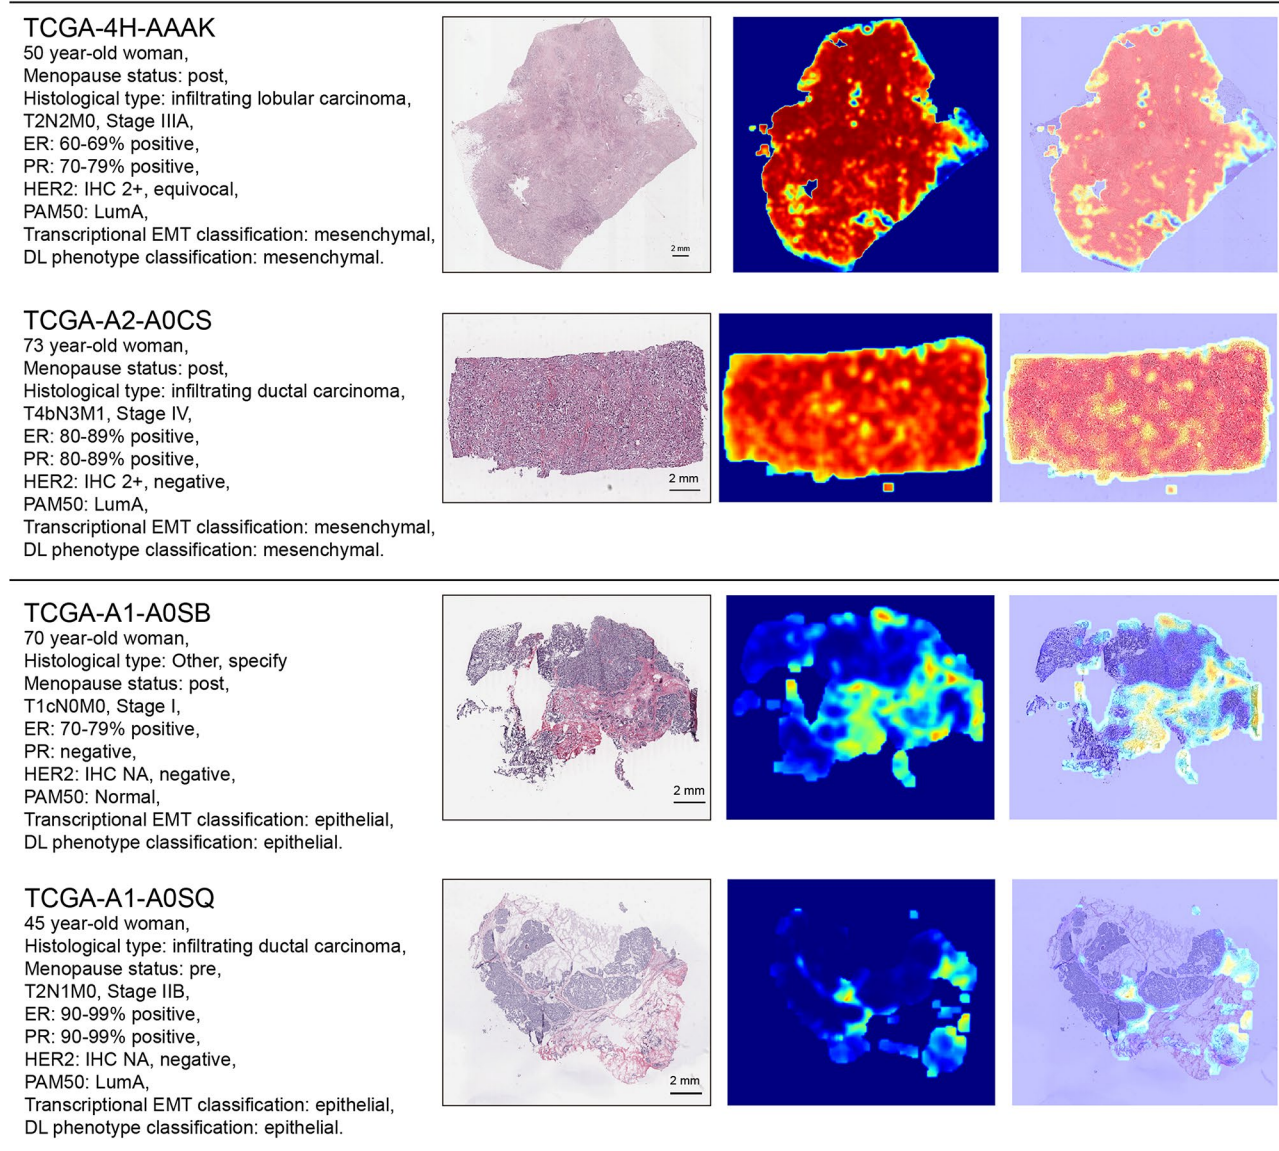 TCGA-4H-AAAK
50 year-old woman,
Menopause status: post,
Histological type: infiltrating lobular carcinoma,
T2N2M0, Stage IIIA,
ER: 60-69% positive,
PR: 70-79% positive,
HER2: IHC 2+, equivocal,
PAM50: LumA,
Transcriptional EMT classification: mesenchymal,
DL phenotype classification: mesenchymal.
2 mm
TCGA-A2-A0CS
73 year-old woman,
Menopause status: post,
Histological type: infiltrating ductal carcinoma,
T4bN3M1, Stage IV,
ER: 80-89% positive,
PR: 80-89% positive,
HER2: IHC 2+, negative,
PAM50: LumA,
Transcriptional EMT classification: mesenchymal,
DL phenotype classification: mesenchymal.
2 mm
TCGA-A1-A0SB
70 year-old woman,
Histological type: Other, specify
Menopause status: post,
T1cN0M0, Stage I,
ER: 70-79% positive,
PR: negative,
HER2: IHC NA, negative,
PAM50: Normal,
Transcriptional EMT classification: epithelial,
DL phenotype classification: epithelial.
2 mm
TCGA-A1-A0SQ
45 year-old woman,
Histological type: infiltrating ductal carcinoma,
Menopause status: pre,
T2N1M0, Stage IIB,
ER: 90-99% positive,
PR: 90-99% positive,
HER2: IHC NA, negative,
PAM50: LumA,
Transcriptional EMT classification: epithelial,
DL phenotype classification: epithelial.
2 mm